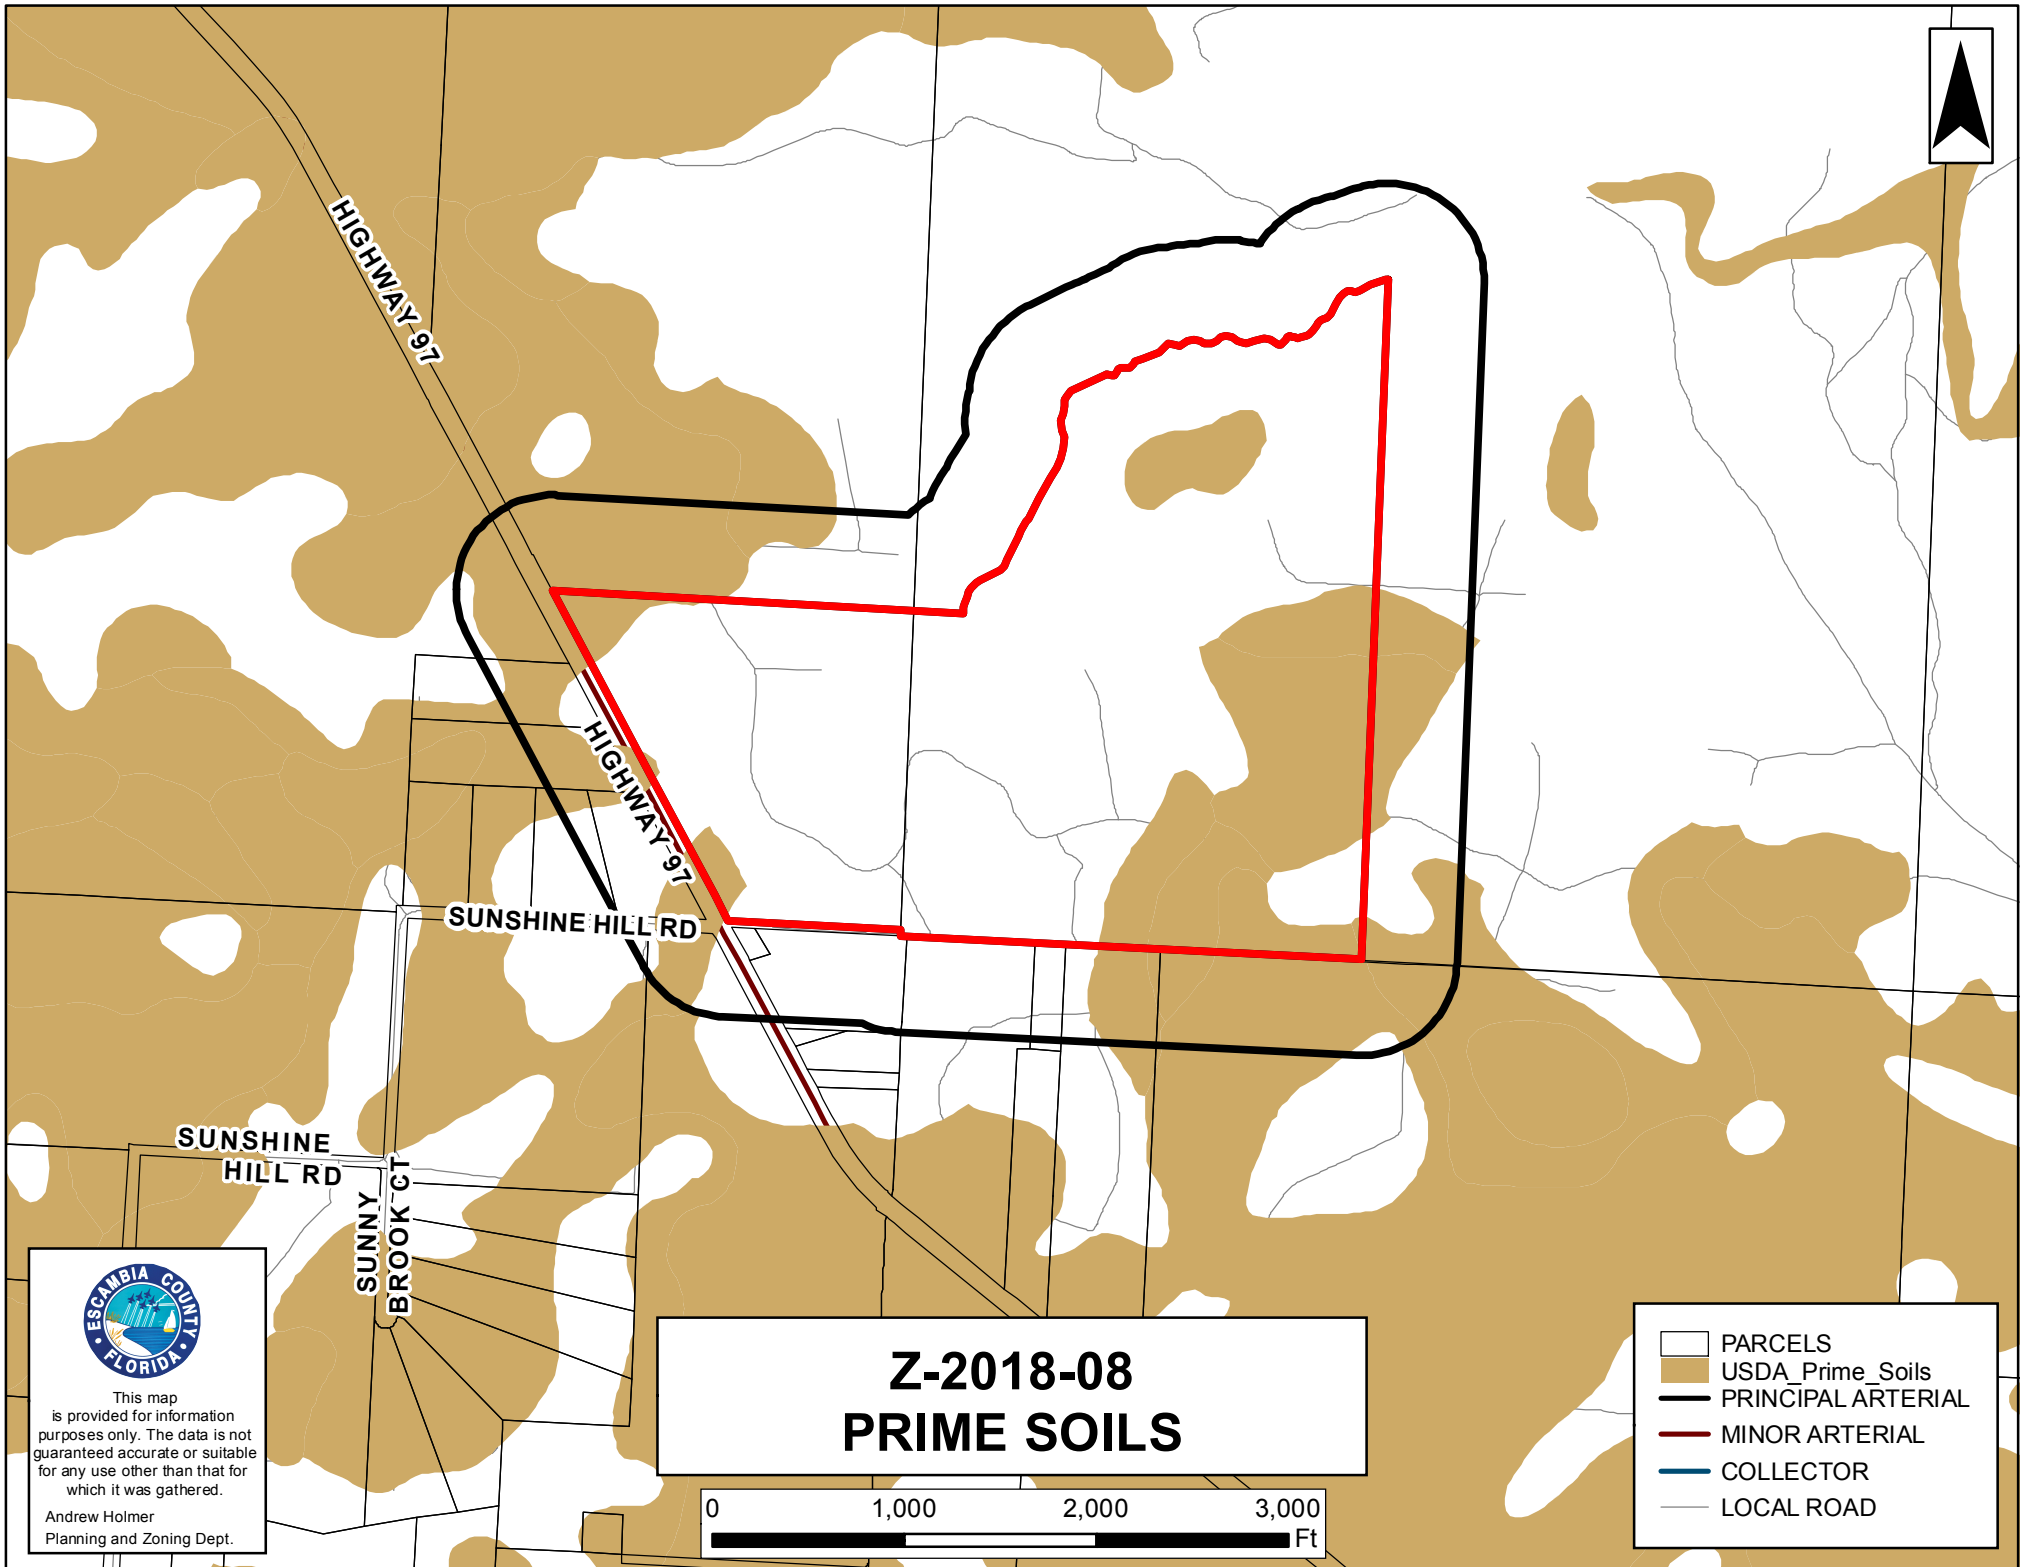 HIGHWAY 97
HIGHWAY 97
SUNSHINE HILL RD
SUNSHINE
HILL RD
SUNNY
BROOK CT
ESCAMBIA COUNTY
FLORIDA
This map
is provided for information
purposes only. The data is not
guaranteed accurate or suitable
for any use other than that for
which it was gathered.
Andrew Holmer
Planning and Zoning Dept.
Z-2018-08
PRIME SOILS
0 1,000 2,000 3,000
Ft
PARCELS
USDA_Prime_Soils
PRINCIPAL ARTERIAL
MINOR ARTERIAL
COLLECTOR
LOCAL ROAD